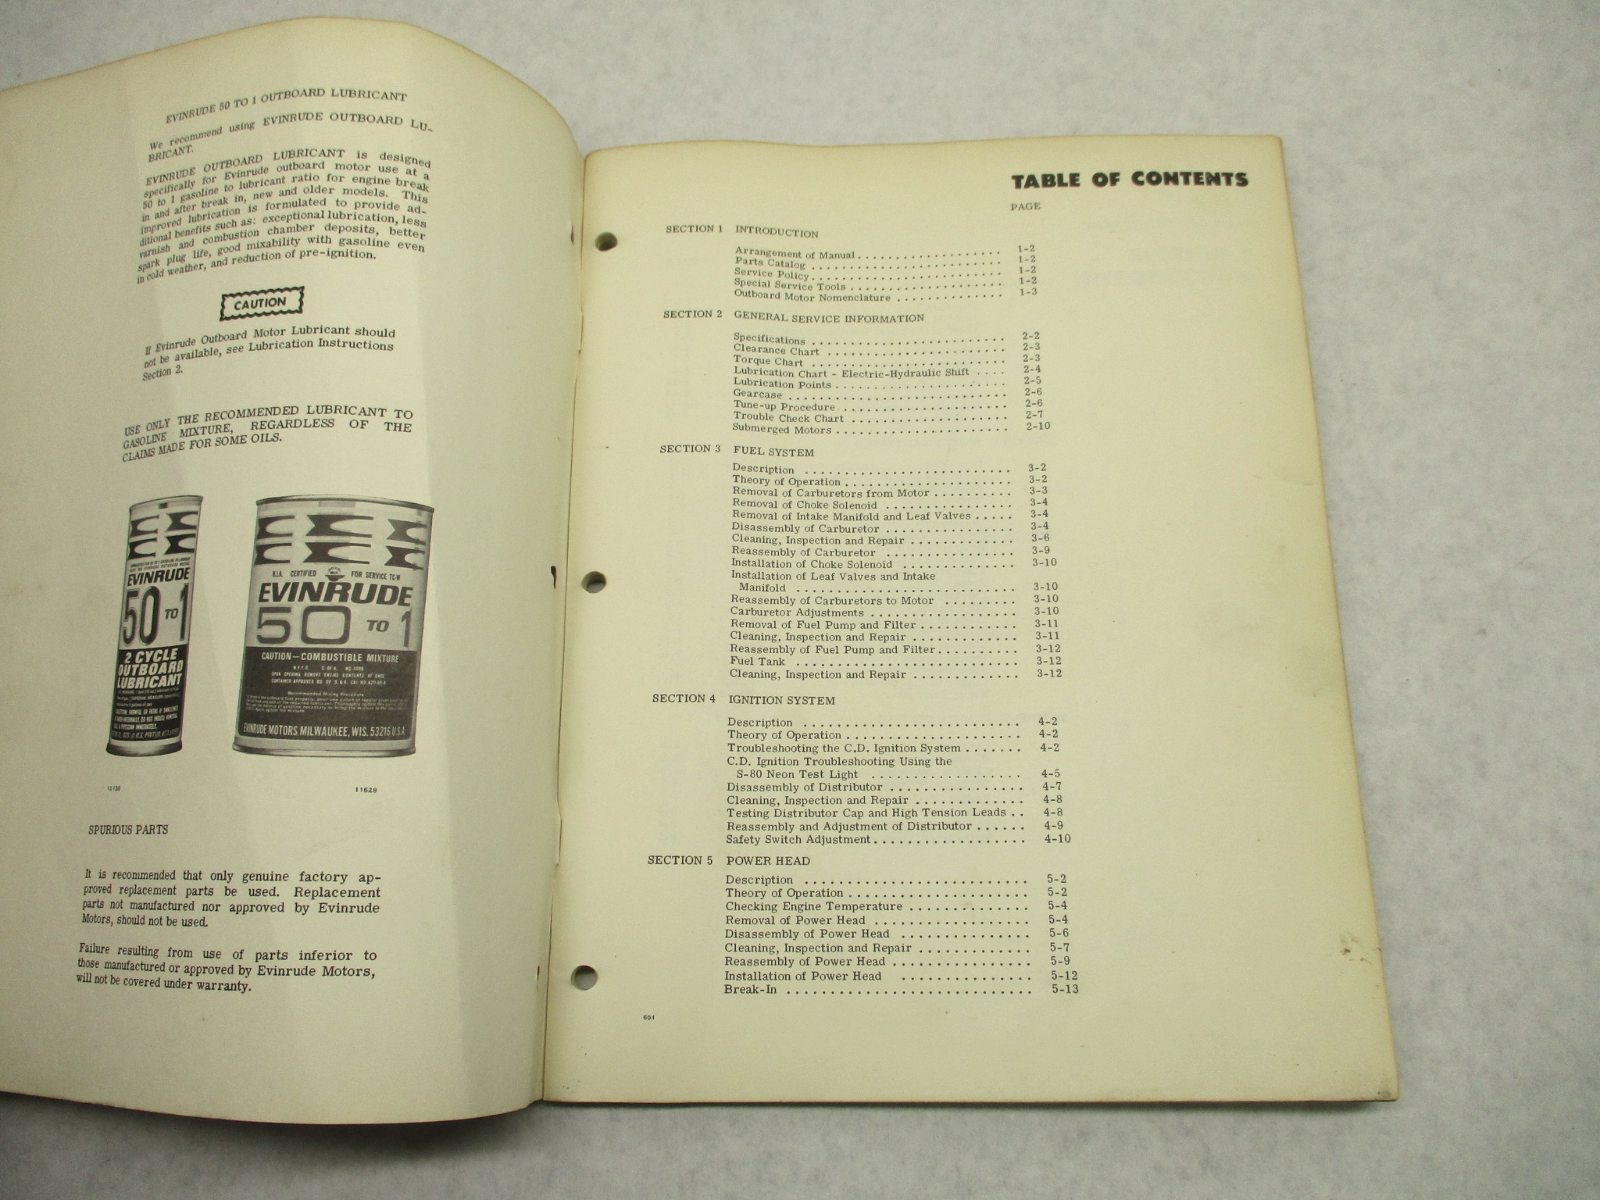 EVINRUDE 50 TO 1 OUTBOARD LUBRICANT
We recommend using EVINRUDE OUTBOARD LU-
BRICANT.
EVINRUDE OUTBOARD LUBRICANT is designed
specifically for Evinrude outboard motor use at a
50 to 1 gasoline to lubricant ratio for engine break
in and after break in, new and older models. This
improved lubrication is formulated to provide ad-
ditional benefits such as: exceptional lubrication, less
varnish and combustion chamber deposits, better
spark plug life, good mixability with gasoline even
in cold weather, and reduction of pre-ignition.
CAUTION
If Evinrude Outboard Motor Lubricant should
not be available, see Lubrication Instructions
Section 2.
USE ONLY THE RECOMMENDED LUBRICANT TO
GASOLINE MIXTURE, REGARDLESS OF THE
CLAIMS MADE FOR SOME OILS.
EVINRUDE
50 TO 1
2 CYCLE
OUTBOARD
LUBRICANT
B.I.A. CERTIFIED FOR SERVICE TC-W
EVINRUDE
50 TO 1
CAUTION—COMBUSTIBLE MIXTURE
EVINRUDE MOTORS, MILWAUKEE, WIS. 53216 U.S.A.
11628
SPURIOUS PARTS
It is recommended that only genuine factory ap-
proved replacement parts be used. Replacement
parts not manufactured nor approved by Evinrude
Motors, should not be used.
Failure resulting from use of parts inferior to
those manufactured or approved by Evinrude Motors,
will not be covered under warranty.
TABLE OF CONTENTS
PAGE
SECTION 1 INTRODUCTION
Arrangement of Manual . . . . . . . . . . 1-2
Parts Catalog . . . . . . . . . . 1-2
Service Policy . . . . . . . . . . 1-2
Special Service Tools . . . . . . . . . . 1-2
Outboard Motor Nomenclature . . . . . . . . . . 1-3
SECTION 2 GENERAL SERVICE INFORMATION
Specifications . . . . . . . . . . 2-2
Clearance Chart . . . . . . . . . . 2-3
Torque Chart . . . . . . . . . . 2-3
Lubrication Chart - Electric-Hydraulic Shift . . . . 2-4
Lubrication Points . . . . . . . . . . 2-5
Gearcase . . . . . . . . . . 2-6
Tune-up Procedure . . . . . . . . . . 2-6
Trouble Check Chart . . . . . . . . . . 2-7
Submerged Motors . . . . . . . . . . 2-10
SECTION 3 FUEL SYSTEM
Description . . . . . . . . . . 3-2
Theory of Operation . . . . . . . . . . 3-2
Removal of Carburetors from Motor . . . . . . . . . . 3-3
Removal of Choke Solenoid . . . . . . . . . . 3-4
Removal of Intake Manifold and Leaf Valves . . . . . 3-4
Disassembly of Carburetor . . . . . . . . . . 3-4
Cleaning, Inspection and Repair . . . . . . . . . . 3-6
Reassembly of Carburetor . . . . . . . . . . 3-9
Installation of Choke Solenoid . . . . . . . . . . 3-10
Installation of Leaf Valves and Intake
Manifold . . . . . . . . . . 3-10
Reassembly of Carburetors to Motor . . . . . . . . . 3-10
Carburetor Adjustments . . . . . . . . . . 3-10
Removal of Fuel Pump and Filter . . . . . . . . . . 3-11
Cleaning, Inspection and Repair . . . . . . . . . . 3-11
Reassembly of Fuel Pump and Filter . . . . . . . . . . 3-12
Fuel Tank . . . . . . . . . . 3-12
Cleaning, Inspection and Repair . . . . . . . . . . 3-12
SECTION 4 IGNITION SYSTEM
Description . . . . . . . . . . 4-2
Theory of Operation . . . . . . . . . . 4-2
Troubleshooting the C.D. Ignition System . . . . . . . 4-2
C.D. Ignition Troubleshooting Using the
S-80 Neon Test Light . . . . . . . . . . 4-5
Disassembly of Distributor . . . . . . . . . . 4-7
Cleaning, Inspection and Repair . . . . . . . . . . 4-8
Testing Distributor Cap and High Tension Leads . . 4-8
Reassembly and Adjustment of Distributor . . . . . . 4-9
Safety Switch Adjustment . . . . . . . . . . 4-10
SECTION 5 POWER HEAD
Description . . . . . . . . . . 5-2
Theory of Operation . . . . . . . . . . 5-2
Checking Engine Temperature . . . . . . . . . . 5-4
Removal of Power Head . . . . . . . . . . 5-4
Disassembly of Power Head . . . . . . . . . . 5-6
Cleaning, Inspection and Repair . . . . . . . . . . 5-7
Reassembly of Power Head . . . . . . . . . . 5-9
Installation of Power Head . . . . . . . . . . 5-12
Break-In . . . . . . . . . . 5-13
601